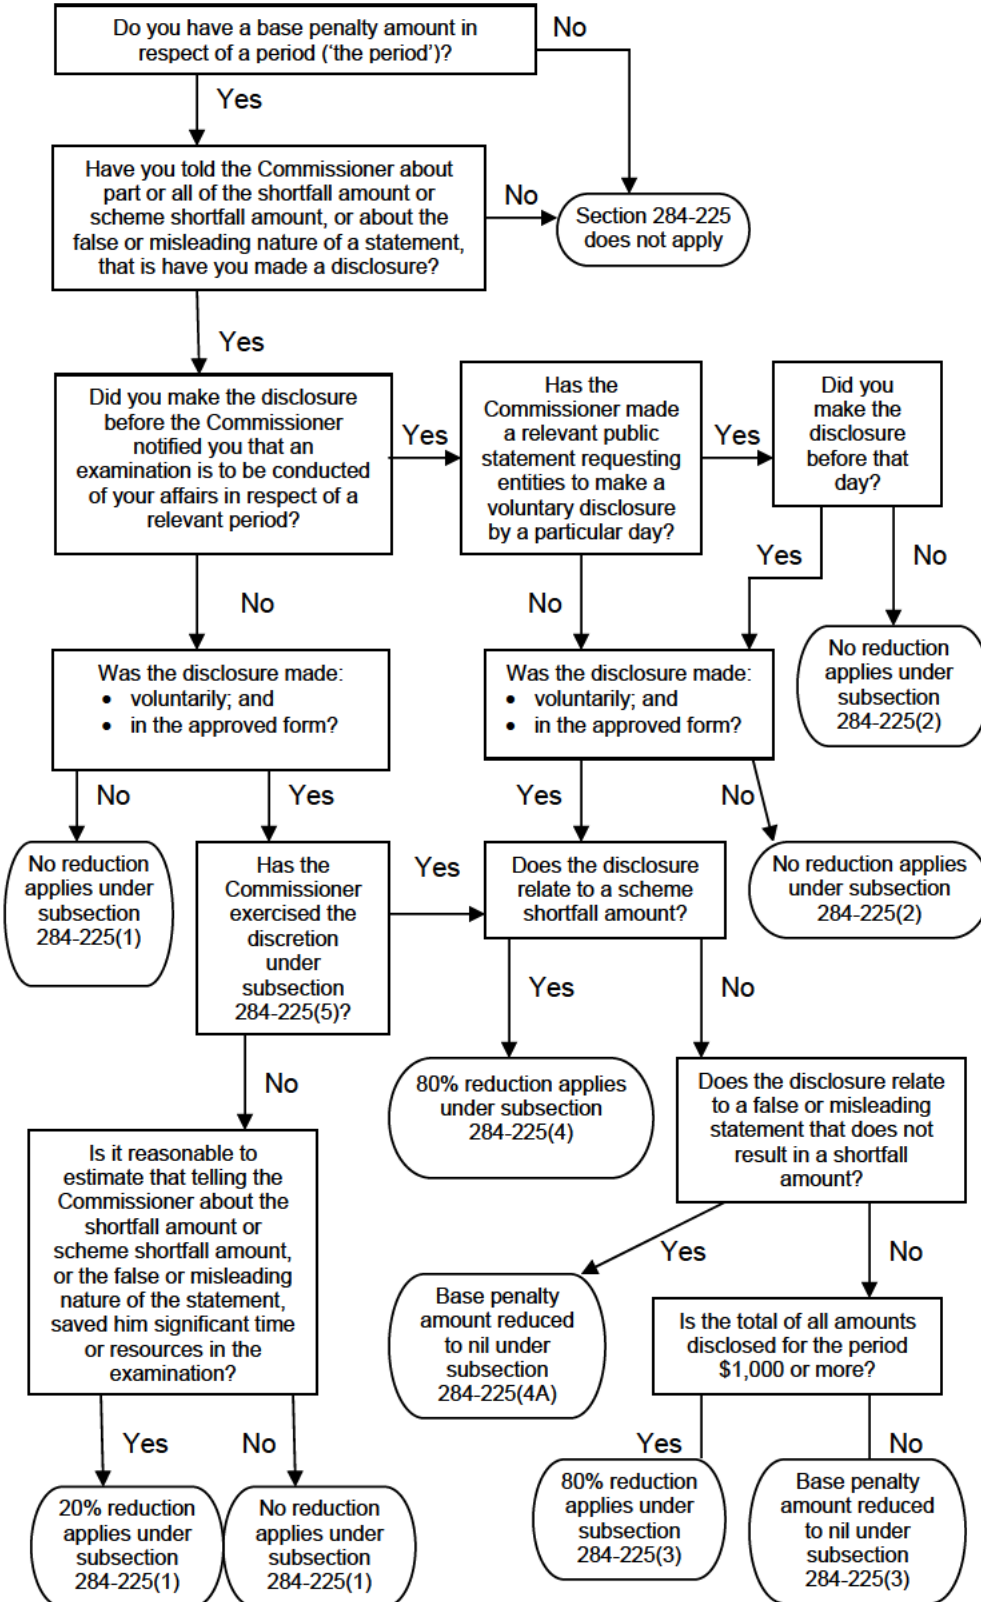 Do you have a base penalty amount in
respect of a period (‘the period’)?
No
Yes
Have you told the Commissioner about
part or all of the shortfall amount or
scheme shortfall amount, or about the
false or misleading nature of a statement,
that is have you made a disclosure?
No
Section 284-225
does not apply
Yes
Did you make the disclosure
before the Commissioner
notified you that an
examination is to be conducted
of your affairs in respect of a
relevant period?
Yes
Has the
Commissioner made
a relevant public
statement requesting
entities to make a
voluntary disclosure
by a particular day?
Yes
Did you
make the
disclosure
before that
day?
No
No
Yes
No
No reduction
applies under
subsection
284-225(2)
Was the disclosure made:
• voluntarily; and
• in the approved form?
Was the disclosure made:
• voluntarily; and
• in the approved form?
No
Yes
Yes
No
No reduction
applies under
subsection
284-225(1)
Has the
Commissioner
exercised the
discretion
under
subsection
284-225(5)?
Yes
Does the disclosure
relate to a scheme
shortfall amount?
No reduction applies
under subsection
284-225(2)
No
Yes
No
80% reduction applies
under subsection
284-225(4)
Does the disclosure relate
to a false or misleading
statement that does not
result in a shortfall
amount?
Is it reasonable to
estimate that telling the
Commissioner about the
shortfall amount or
scheme shortfall amount,
or the false or misleading
nature of the statement,
saved him significant time
or resources in the
examination?
Yes
No
Base penalty
amount reduced
to nil under
subsection
284-225(4A)
Is the total of all amounts
disclosed for the period
$1,000 or more?
Yes
No
Yes
No
20% reduction
applies under
subsection
284-225(1)
No reduction
applies under
subsection
284-225(1)
80% reduction
applies under
subsection
284-225(3)
Base penalty
amount reduced
to nil under
subsection
284-225(3)